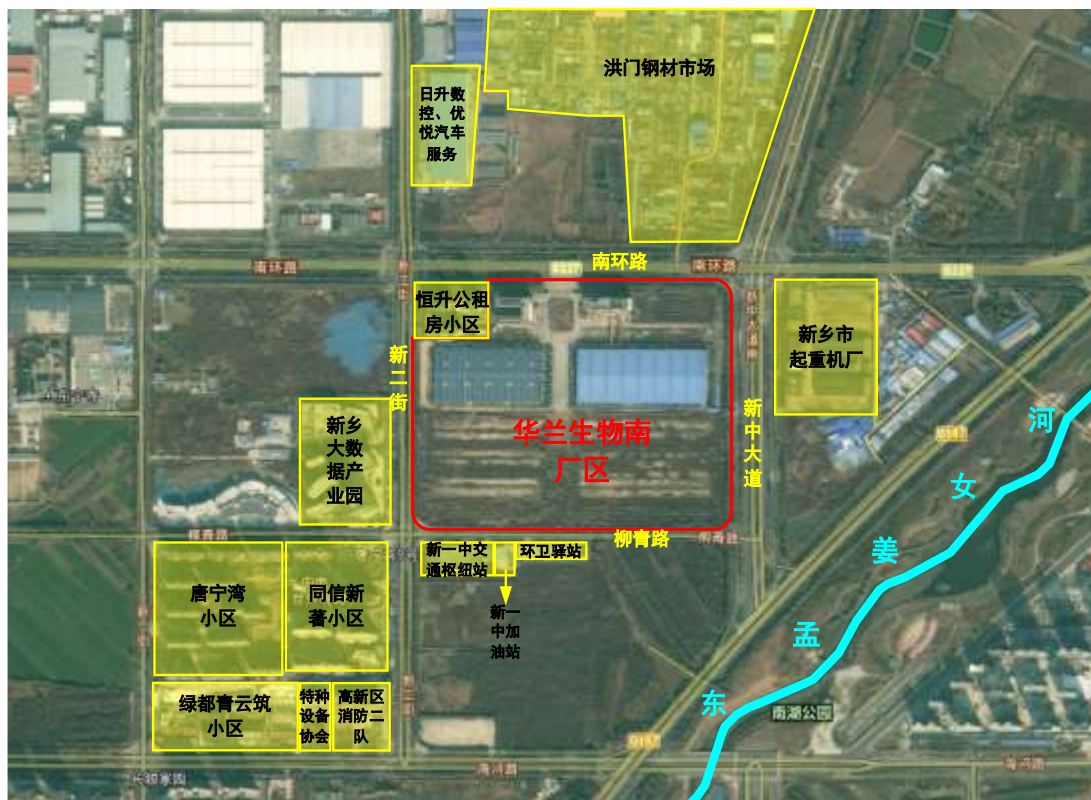 洪门钢材市场
日升数
控、优
悦汽车
服务
南环路
南环路
南环路
恒升公租
房小区
新乡市
起重机厂
新
二
街
新
中
大
道
华兰生物南
厂区
新乡
大数
据产
业园
河
女
姜
孟
东
柳青路
新一中交
通枢纽站
环卫驿站
新一
中加
油站
唐宁湾
小区
同信新
著小区
绿都青云筑
小区
特种
设备
协会
高新区
消防二
队
南湖公园